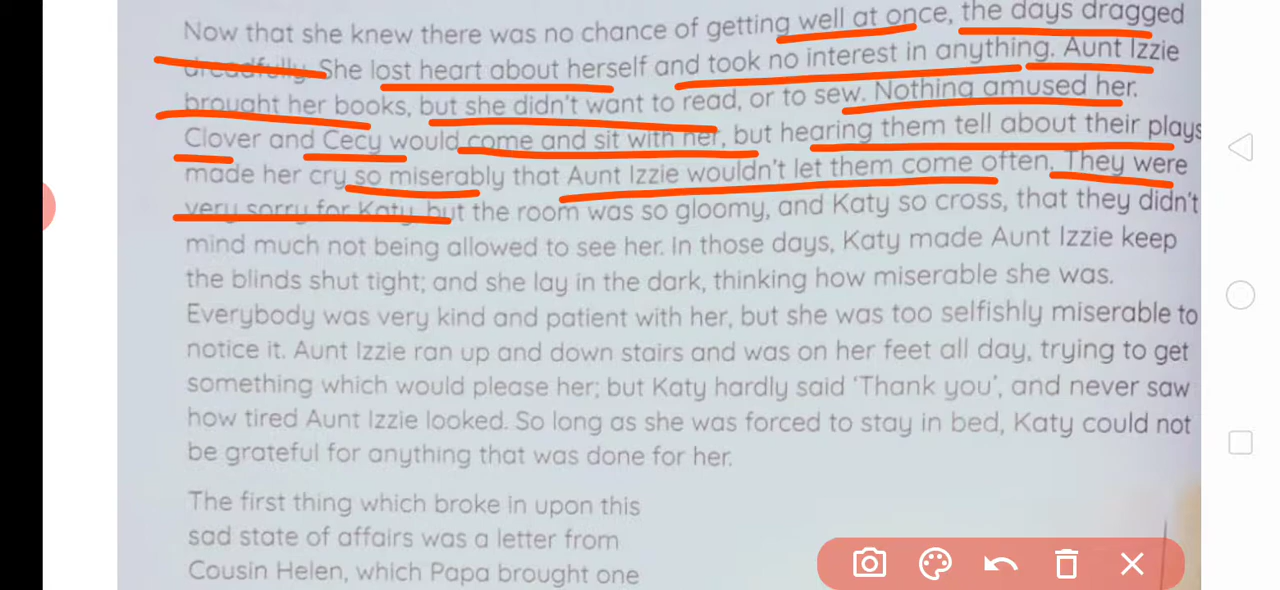 Now that she knew there was no chance of getting well at once, the days dragged
dreadfully. She lost heart about herself and took no interest in anything. Aunt Izzie
brought her books, but she didn't want to read, or to sew. Nothing amused her.
Clover and Cecy would come and sit with her, but hearing them tell about their plays
made her cry so miserably that Aunt Izzie wouldn't let them come often. They were
very sorry for Katy, but the room was so gloomy, and Katy so cross, that they didn't
mind much not being allowed to see her. In those days, Katy made Aunt Izzie keep
the blinds shut tight; and she lay in the dark, thinking how miserable she was.
Everybody was very kind and patient with her, but she was too selfishly miserable to
notice it. Aunt Izzie ran up and down stairs and was on her feet all day, trying to get
something which would please her; but Katy hardly said ‘Thank you’, and never saw
how tired Aunt Izzie looked. So long as she was forced to stay in bed, Katy could not
be grateful for anything that was done for her.
The first thing which broke in upon this
sad state of affairs was a letter from
Cousin Helen, which Papa brought one